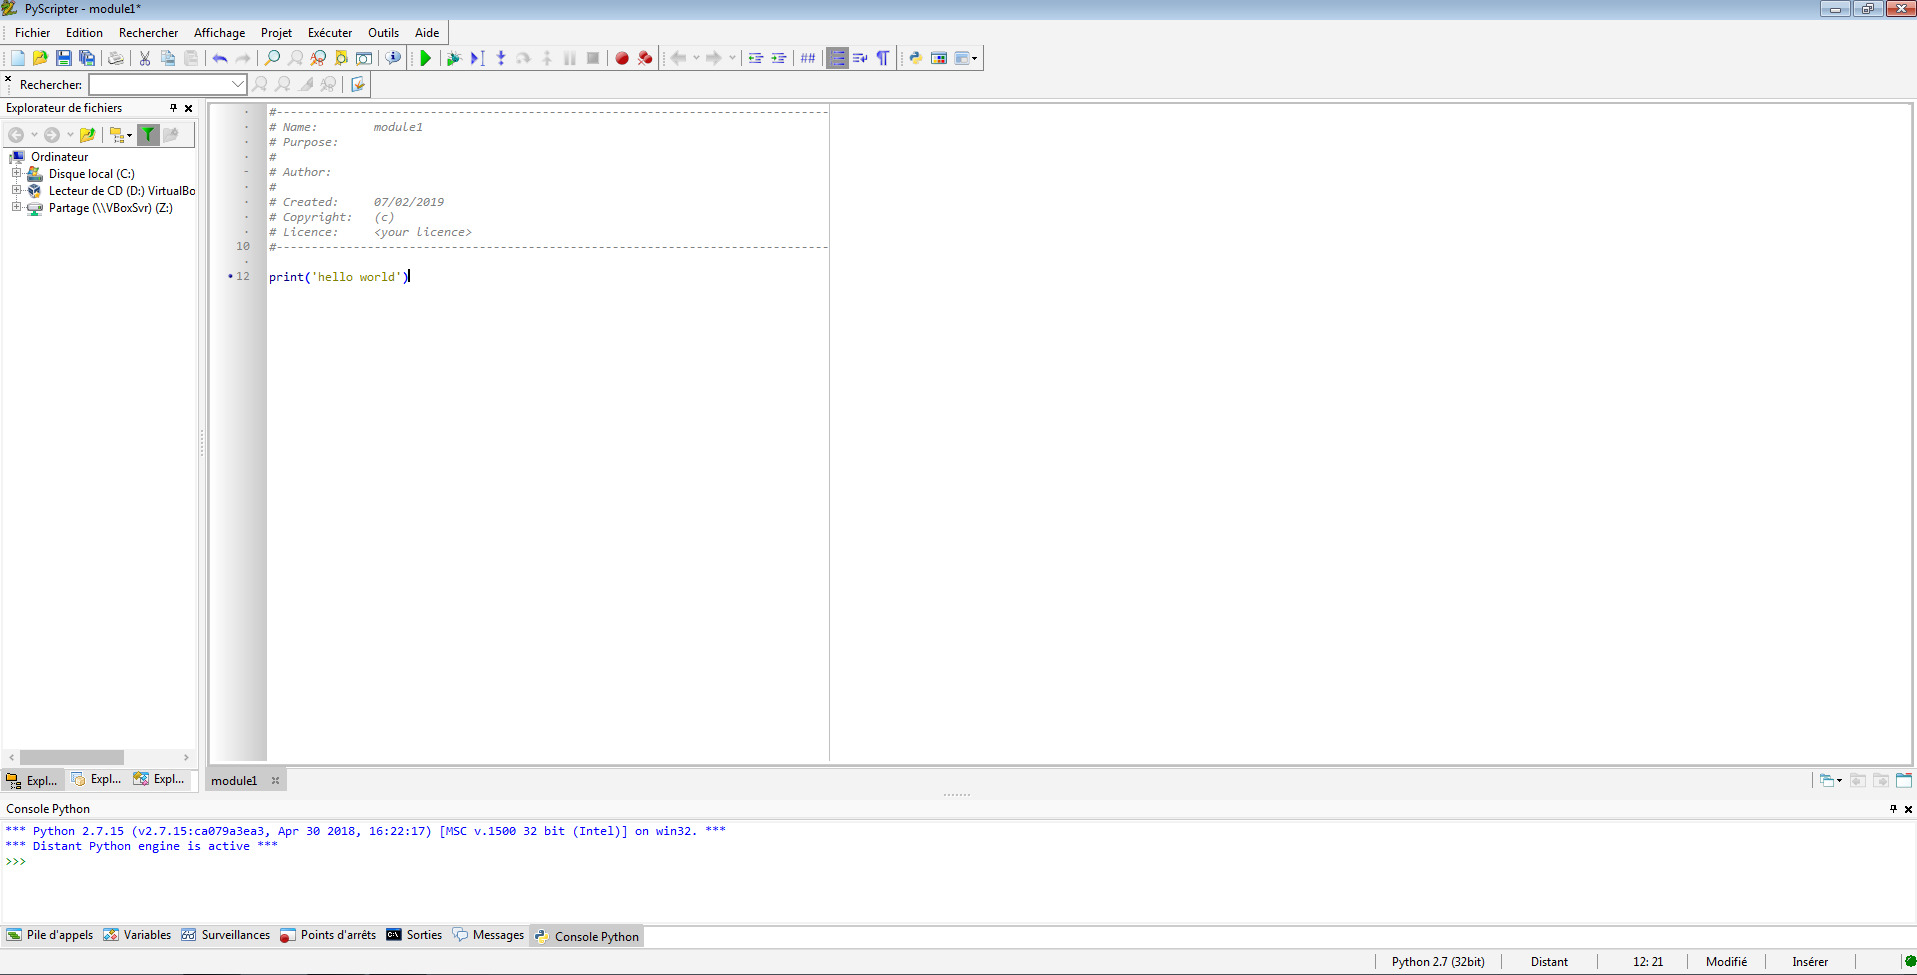 PyScripter - module1*
Fichier Edition Rechercher Affichage Projet Exécuter Outils Aide
##
Rechercher:
Explorateur de fichiers
Ordinateur
Disque local (C:)
Lecteur de CD (D:) VirtualBo
Partage (\\VBoxSvr) (Z:)
#-------------------------------------------------------------------------------
# Name:        module1
# Purpose:
#
# Author:
#
# Created:     07/02/2019
# Copyright:   (c)
# Licence:     <your licence>
10 #-------------------------------------------------------------------------------
12 print('hello world')
Expl... Expl... Expl...
module1
Console Python
*** Python 2.7.15 (v2.7.15:ca079a3ea3, Apr 30 2018, 16:22:17) [MSC v.1500 32 bit (Intel)] on win32. ***
*** Distant Python engine is active ***
>>>
Pile d'appels Variables Surveillances Points d'arrêts Sorties Messages Console Python
Python 2.7 (32bit) Distant 12: 21 Modifié Insérer